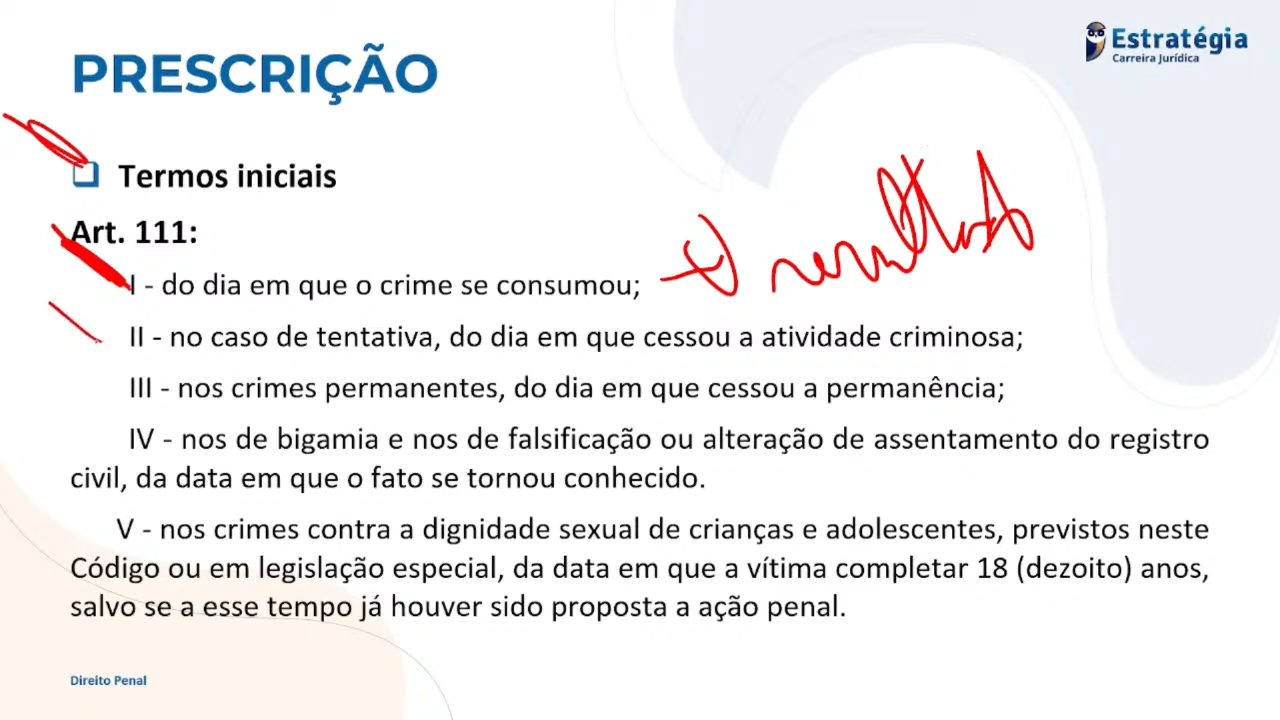 Estratégia
Carreira Jurídica
PRESCRIÇÃO
Termos iniciais
Art. 111:
resultado
I - do dia em que o crime se consumou;
II - no caso de tentativa, do dia em que cessou a atividade criminosa;
III - nos crimes permanentes, do dia em que cessou a permanência;
IV - nos de bigamia e nos de falsificação ou alteração de assentamento do registro
civil, da data em que o fato se tornou conhecido.
V - nos crimes contra a dignidade sexual de crianças e adolescentes, previstos neste
Código ou em legislação especial, da data em que a vítima completar 18 (dezoito) anos,
salvo se a esse tempo já houver sido proposta a ação penal.
Direito Penal